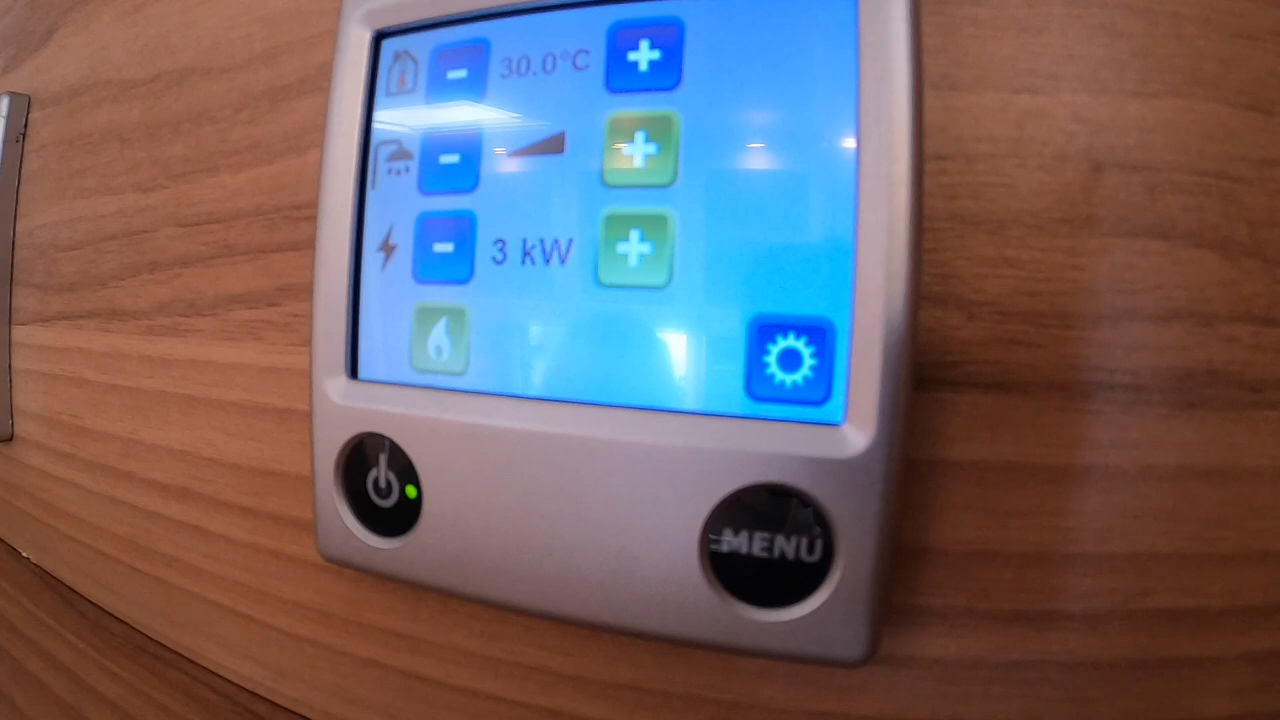 - 30.0°C +
- +
- 3 kW +
MENU